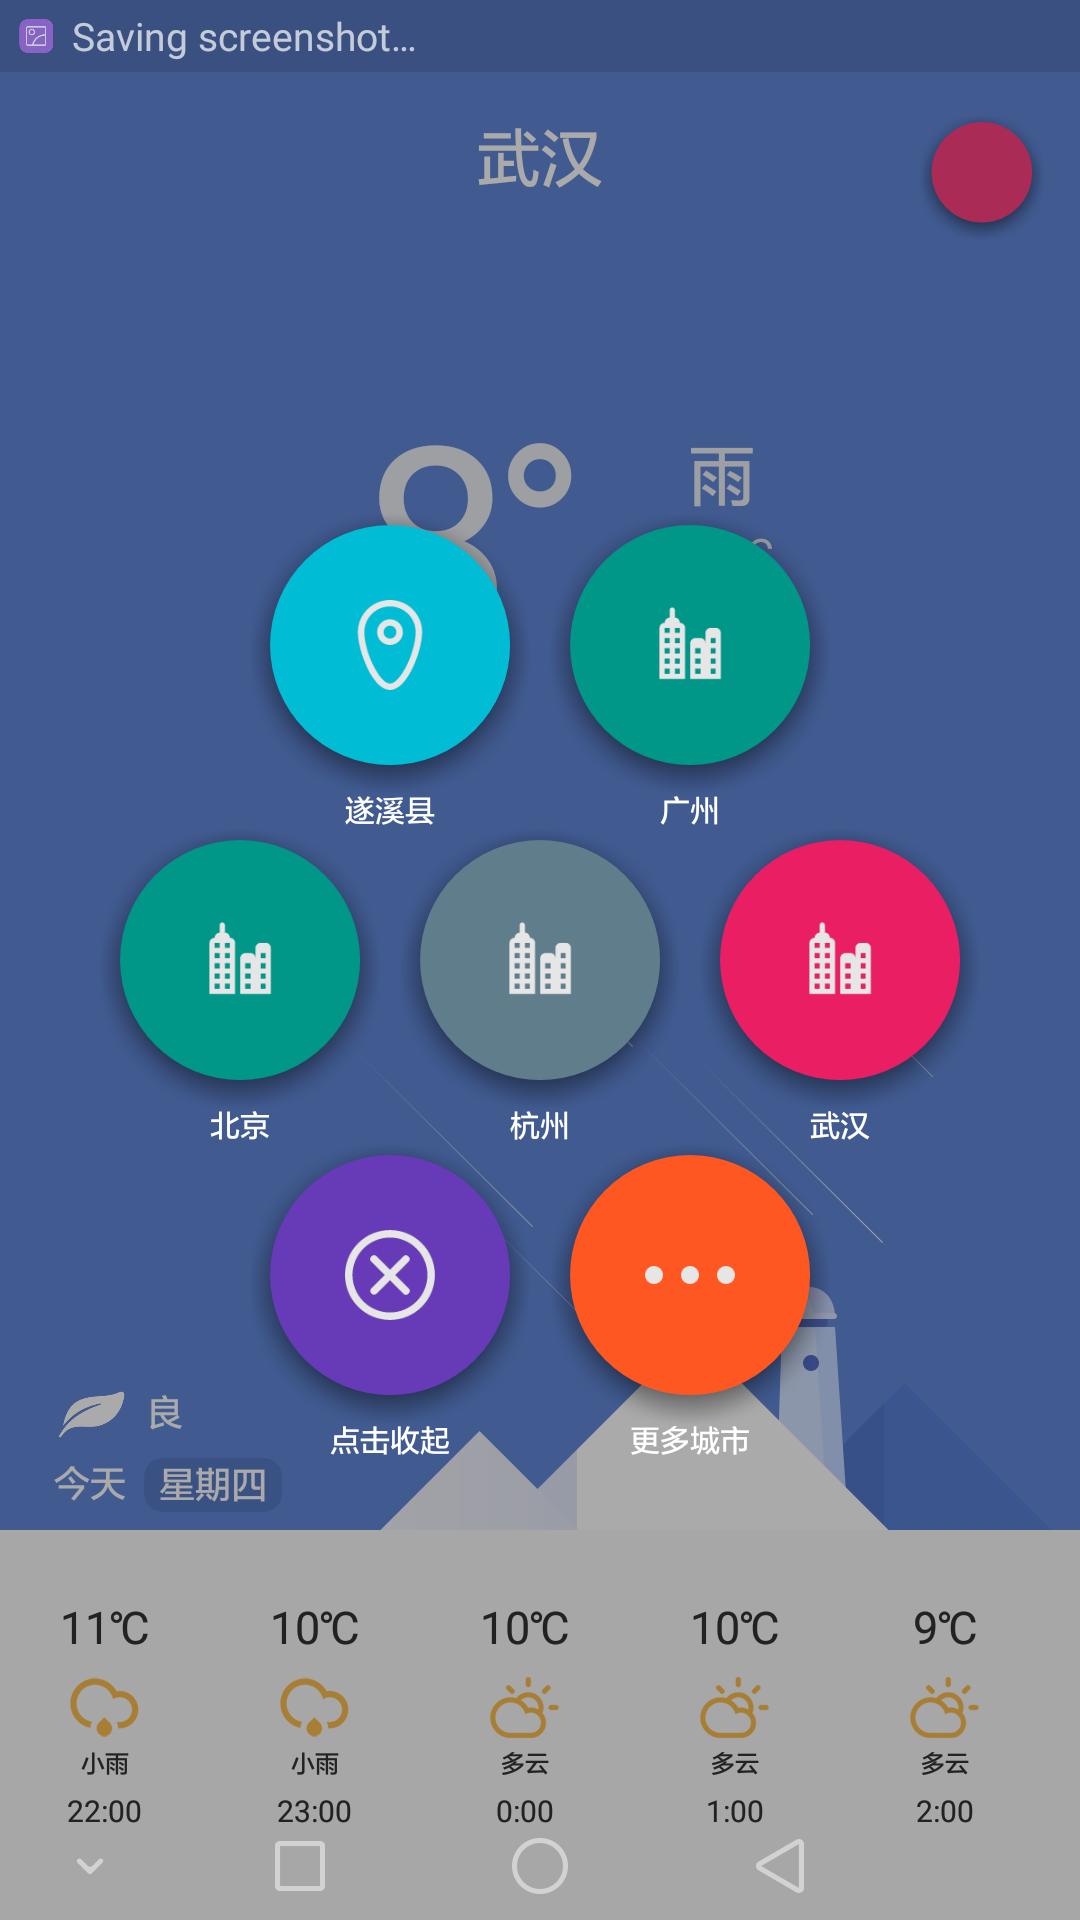 Saving screenshot...
武汉
8°
雨
遂溪县 广州
北京 杭州 武汉
点击收起 更多城市
良
今天 星期四
11℃ 10℃ 10℃ 10℃ 9℃
小雨 小雨 多云 多云 多云
22:00 23:00 0:00 1:00 2:00